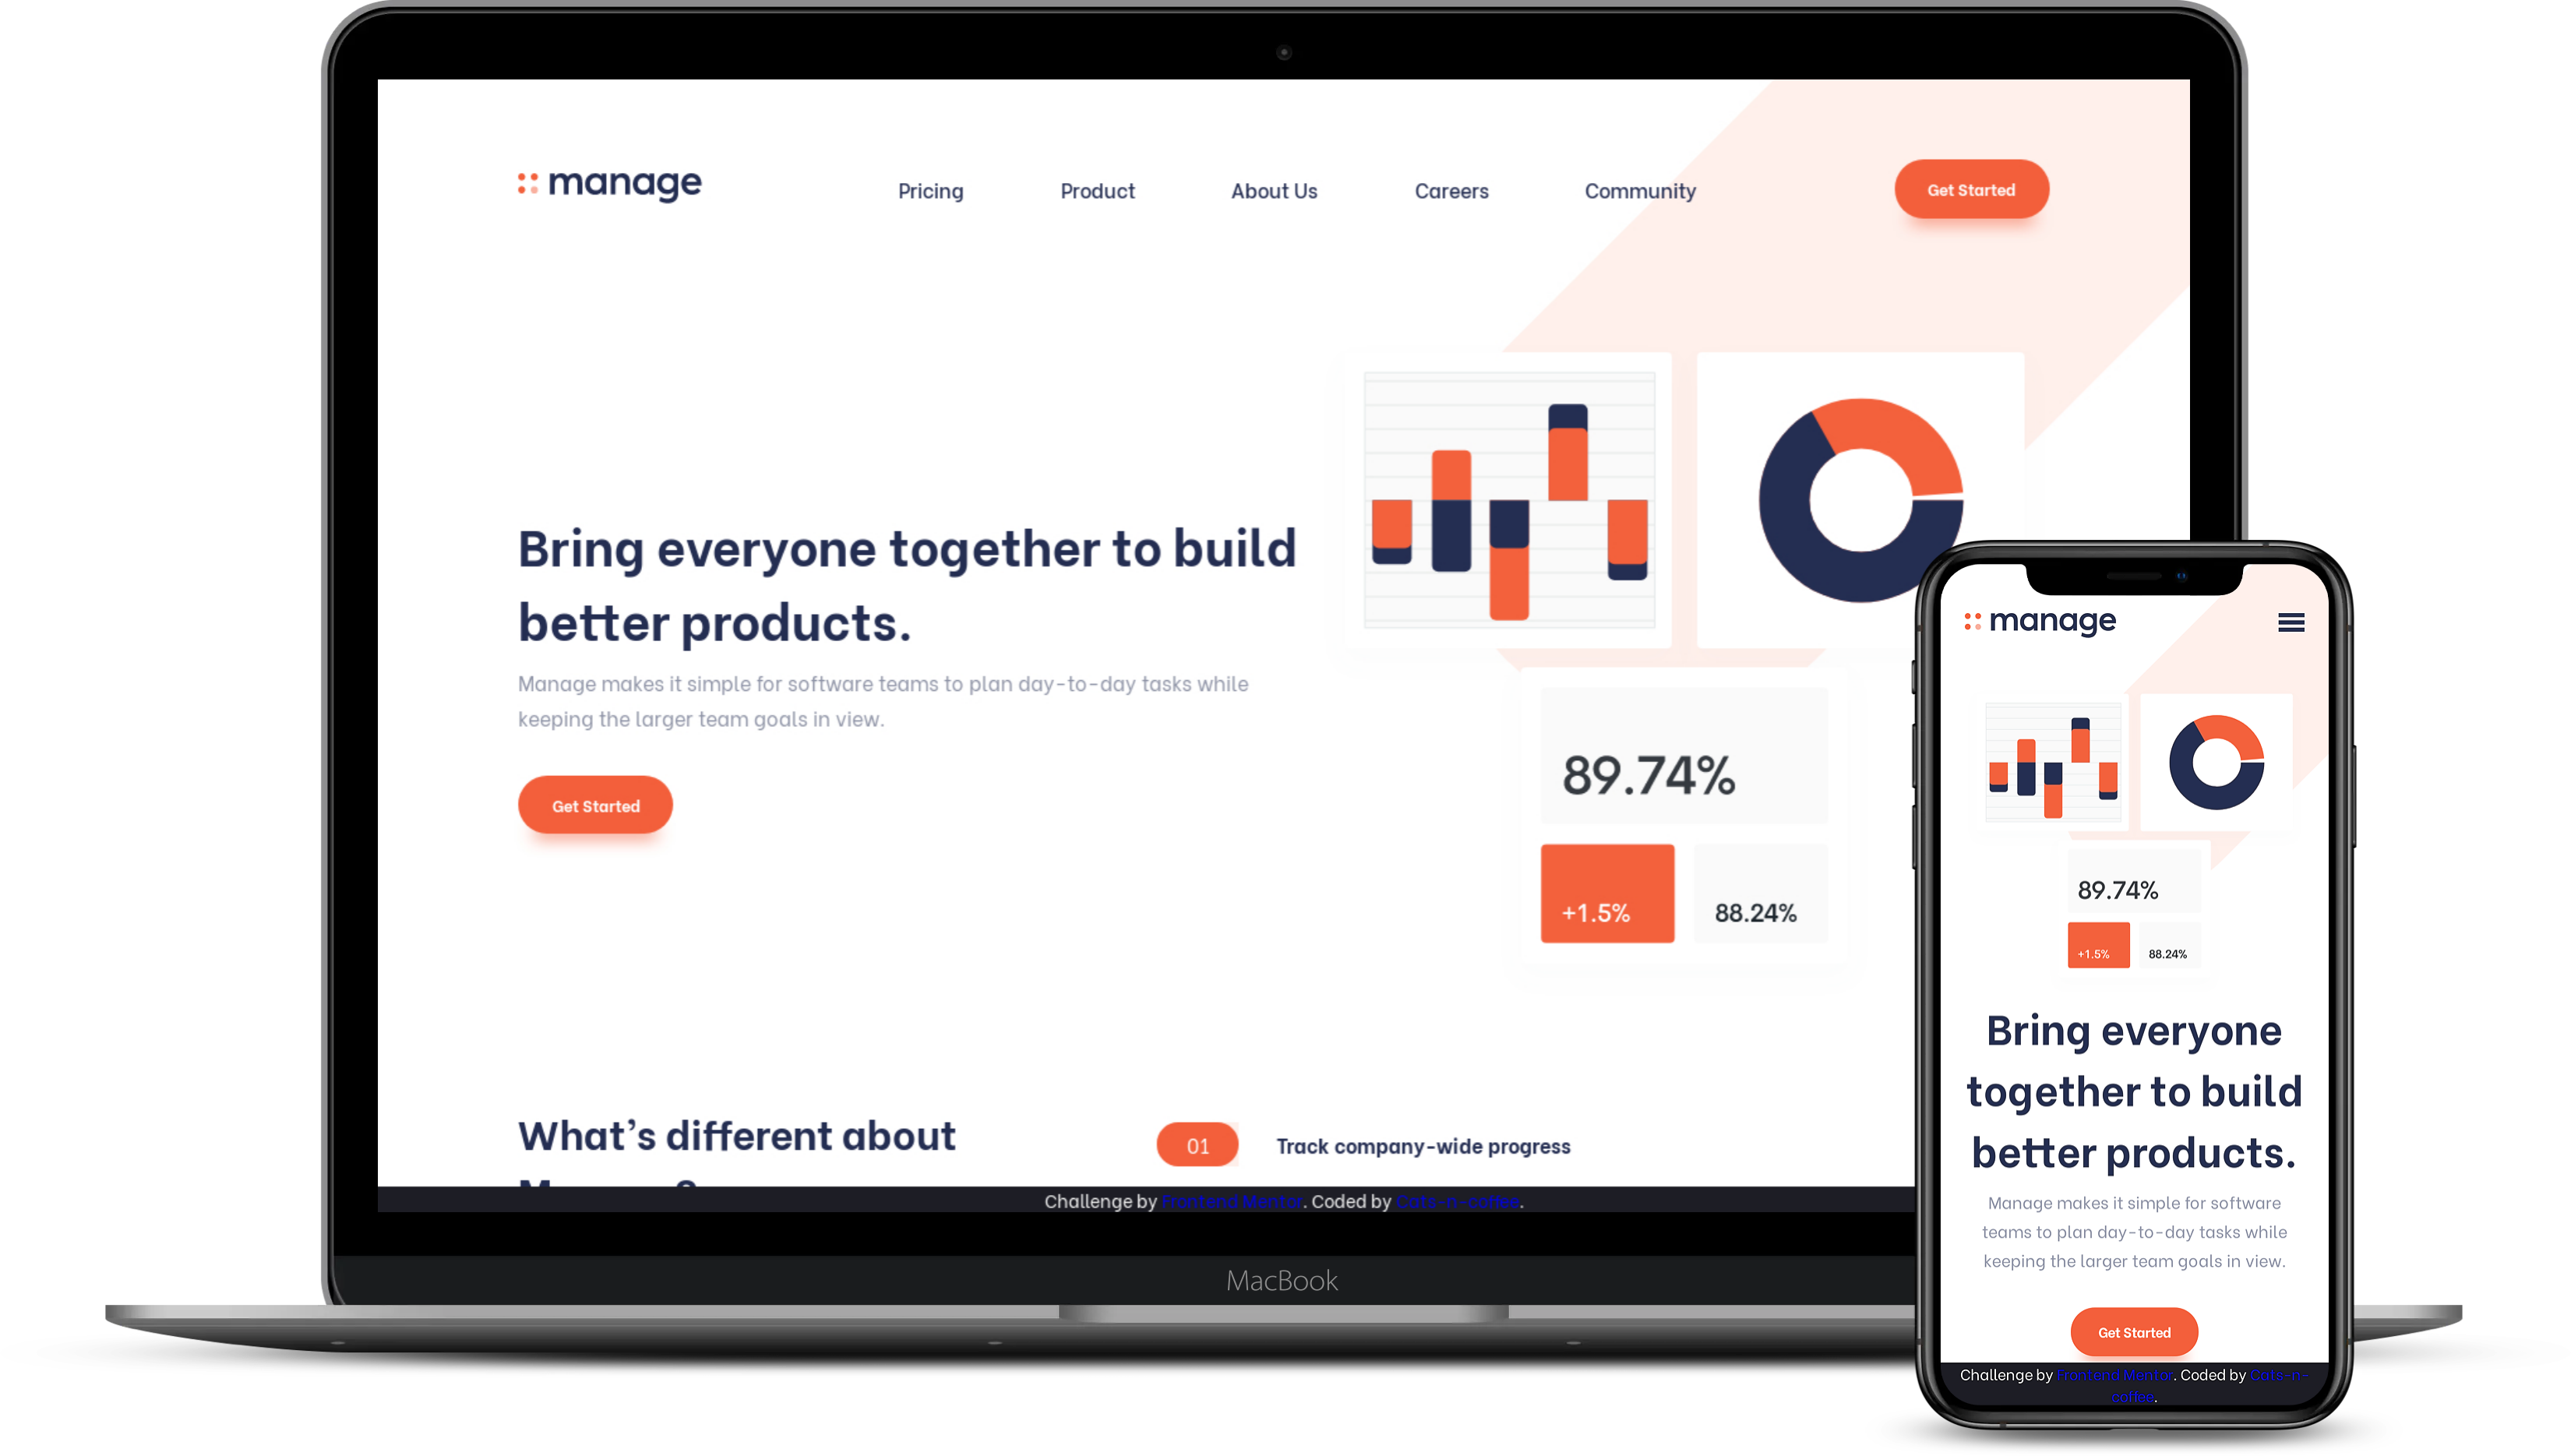 manage
Pricing
Product
About Us
Careers
Community
Get Started
Bring everyone together to build
better products.
Manage makes it simple for software teams to plan day-to-day tasks while
keeping the larger team goals in view.
Get Started
89.74%
+1.5%
88.24%
What's different about
01
Track company-wide progress
Challenge by Frontend Mentor. Coded by Cats-n-coffee.
MacBook
manage
89.74%
+1.5%
88.24%
Bring everyone
together to build
better products.
Manage makes it simple for software
teams to plan day-to-day tasks while
keeping the larger team goals in view.
Get Started
Challenge by Frontend Mentor. Coded by Cats-n-
coffee.